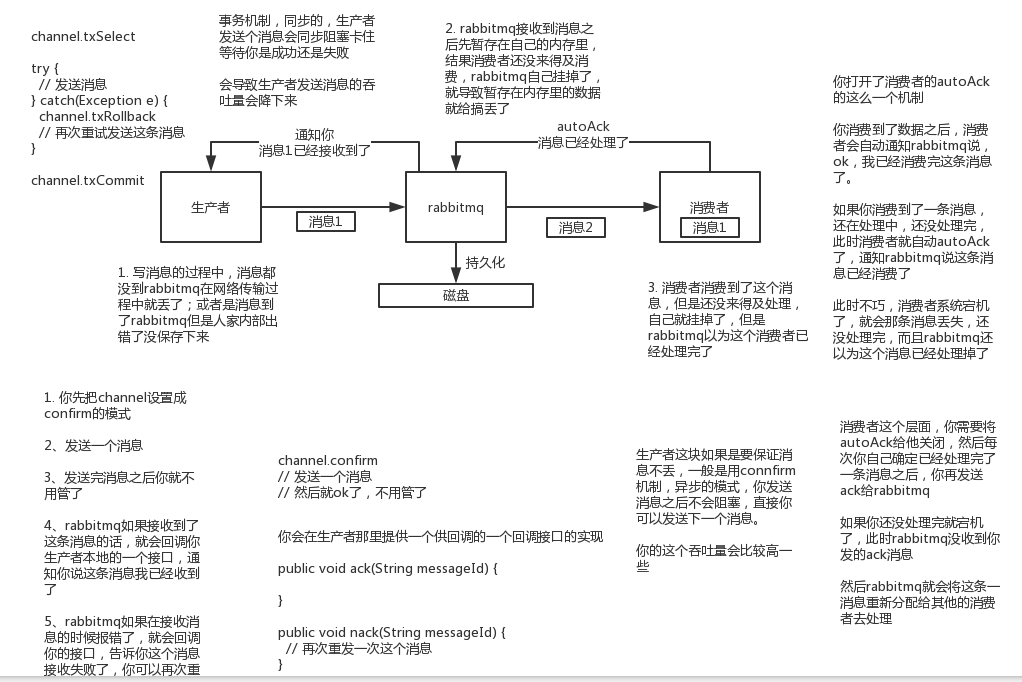 channel.txSelect
try {
// 发送消息
} catch(Exception e) {
channel.txRollback
// 再次重试发送这条消息
}
channel.txCommit
事务机制，同步的，生产者
发送个消息会同步阻塞卡住
等待你是成功还是失败
会导致生产者发送消息的吞
吐量会降下来
2. rabbitmq接收到消息之
后先暂存在自己的内存里，
结果消费者还没来得及消
费，rabbitmq自己挂掉了，
就导致暂存在内存里的数据
就给搞丢了
你打开了消费者的autoAck
的这么一个机制
你消费到了数据之后，消费
者会自动通知rabbitmq说，
ok，我已经消费完这条消息
了。
如果你消费到了一条消息，
还在处理中，还没处理完，
此时消费者就自动autoAck
了，通知rabbitmq说这条消
息已经消费了
此时不巧，消费者系统宕机
了，就会那条消息丢失，还
没处理完，而且rabbitmq还
以为这个消息已经处理掉了
通知你
消息1已经接收到了
autoAck
消息已经处理了
生产者
消息1
rabbitmq
消息2
消费者
消息1
持久化
磁盘
1. 写消息的过程中，消息都
没到rabbitmq在网络传输过
程中就丢了；或者是消息到
了rabbitmq但是人家内部出
错了没保存下来
3. 消费者消费到了这个消
息，但是还没来得及处理，
自己就挂掉了，但是
rabbitmq以为这个消费者已
经处理完了
1. 你先把channel设置成
confirm的模式
2、发送一个消息
3、发送完消息之后你就不
用管了
4、rabbitmq如果接收到了
这条消息的话，就会回调你
生产者本地的一个接口，通
知你说这条消息我已经收到
了
5、rabbitmq如果在接收消
息的时候报错了，就会回调
你的接口，告诉你这个消息
接收失败了，你可以再次重
channel.confirm
// 发送一个消息
// 然后就ok了，不用管了
你会在生产者那里提供一个供回调的一个回调接口的实现
public void ack(String messageId) {
}
public void nack(String messageId) {
// 再次重发一次这个消息
}
生产者这块如果是要保证消
息不丢，一般是用connfirm
机制，异步的模式，你发送
消息之后不会阻塞，直接你
可以发送下一个消息。
你的这个吞吐量会比较高一
些
消费者这个层面，你需要将
autoAck给他关闭，然后每
次你自己确定已经处理完了
一条消息之后，你再发送
ack给rabbitmq
如果你还没处理完就宕机
了，此时rabbitmq没收到你
发的ack消息
然后rabbitmq就会将这条一
消息重新分配给其他的消费
者去处理